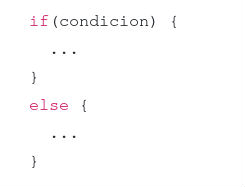 if(condicion) {
  ...
}
else {
  ...
}